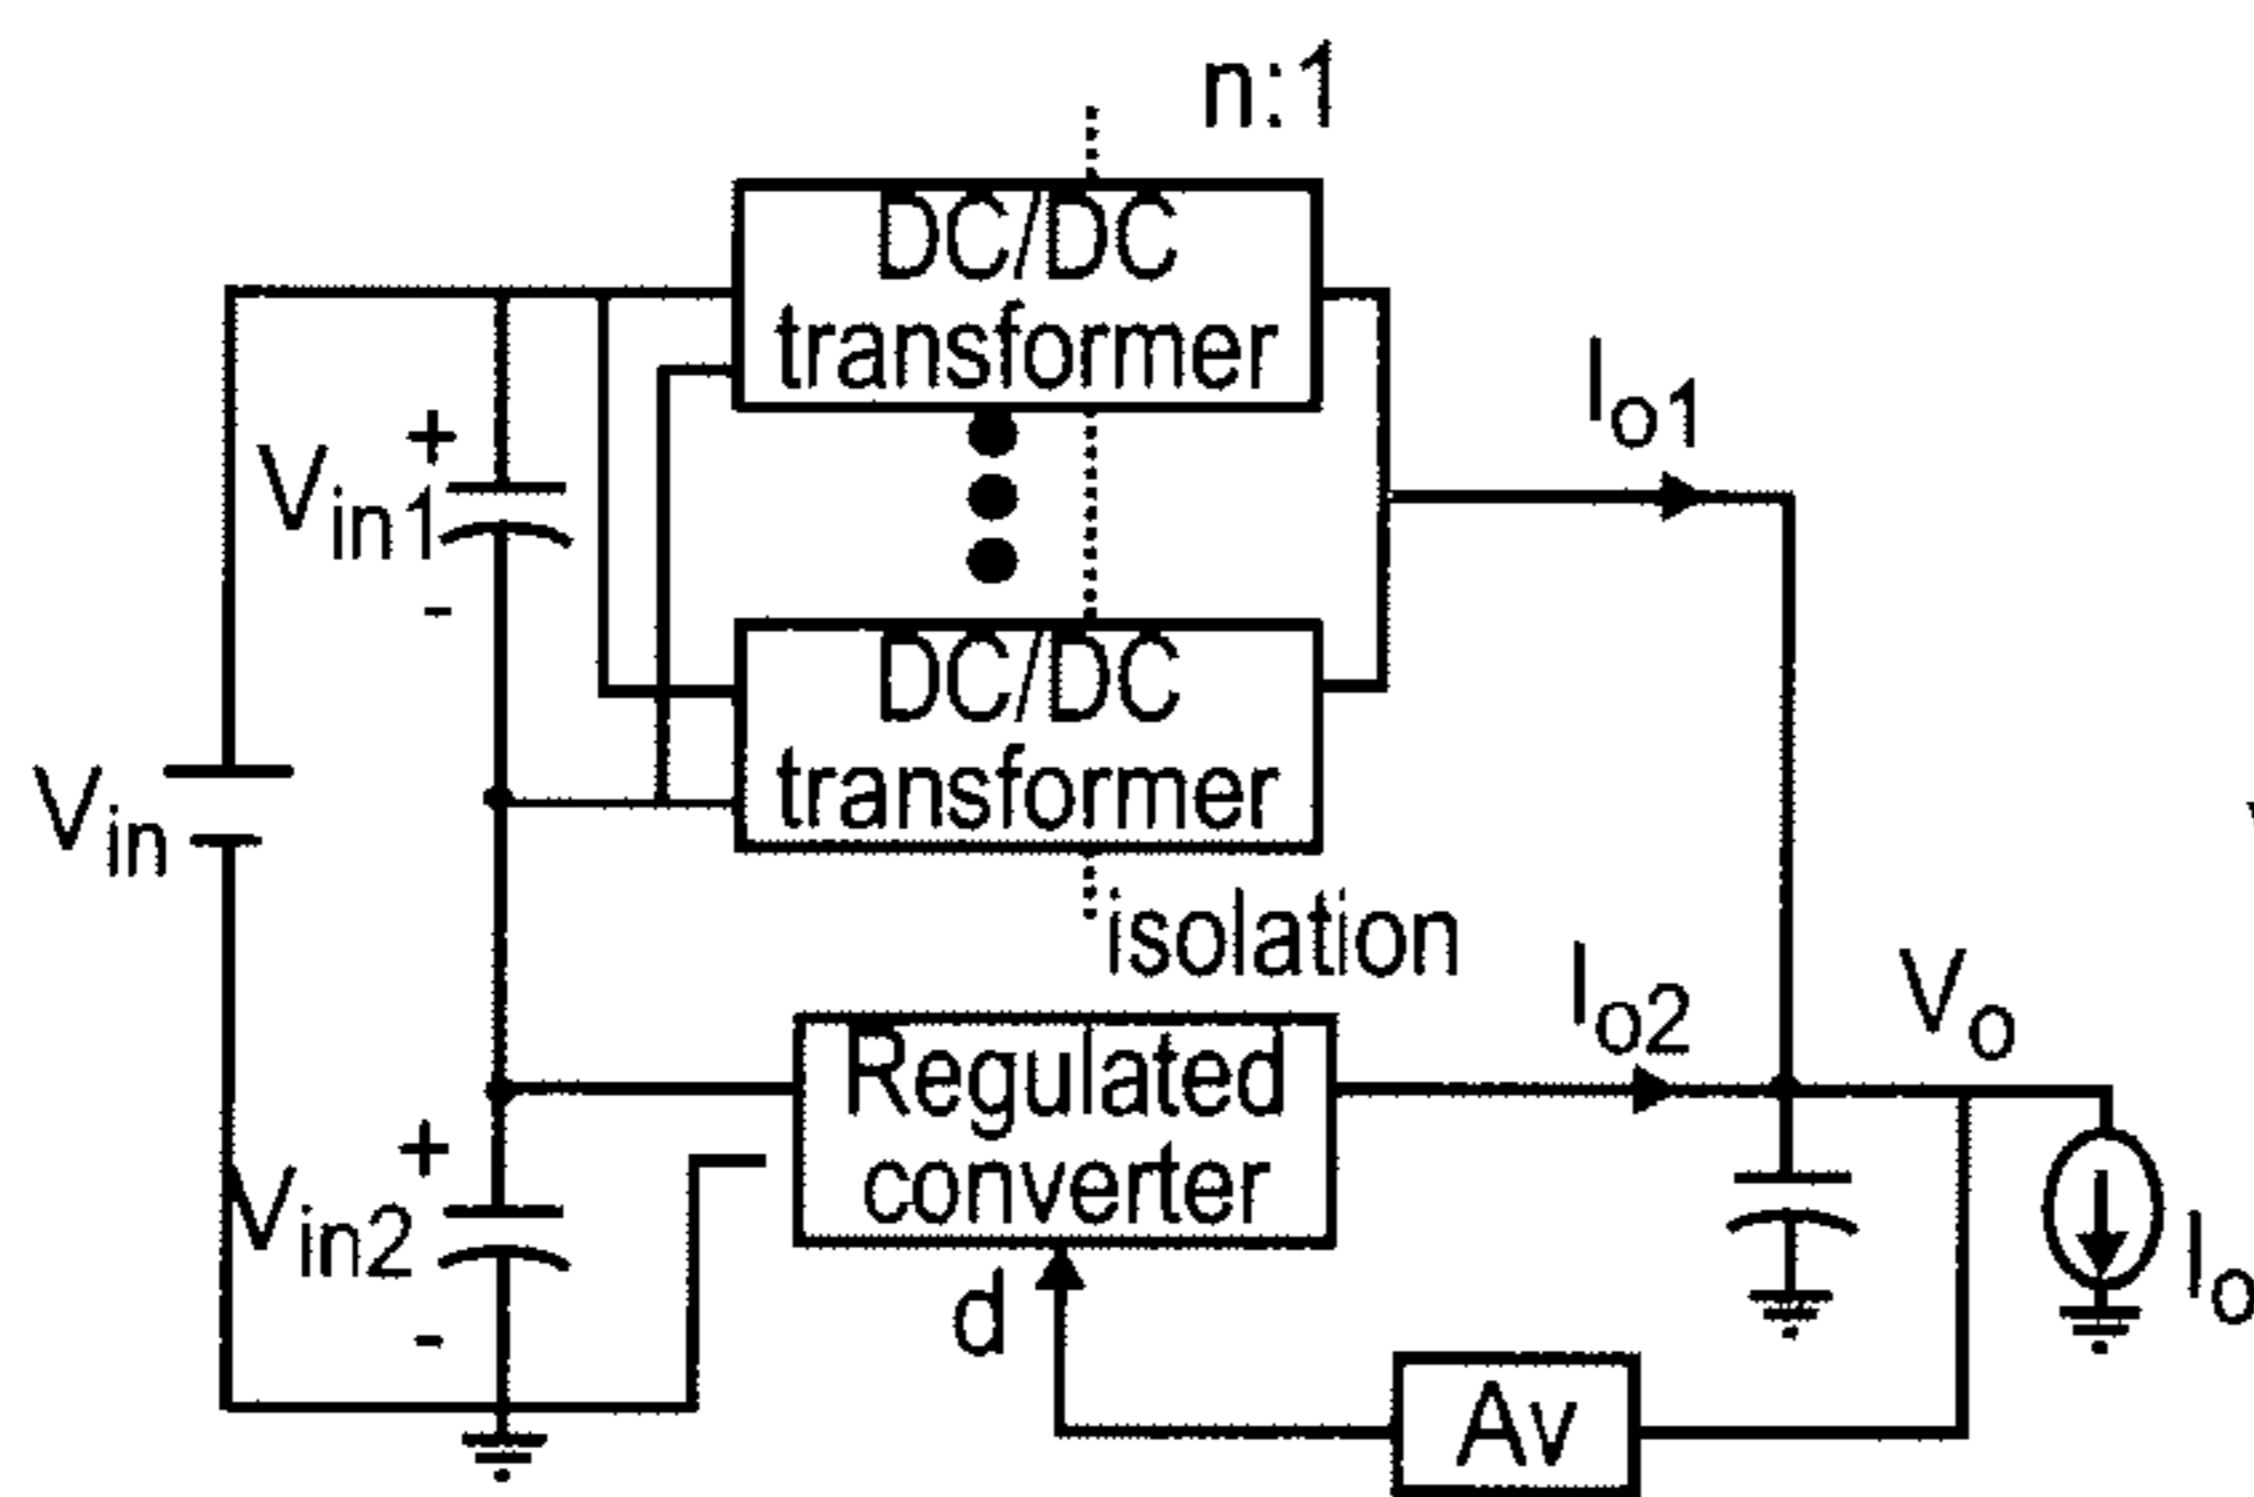 n:1
DC/DC
transformer
Io1
+
Vin1
-
DC/DC
transformer
Vin
isolation
Io2
Vo
Regulated
converter
+
Vin2
-
d
Io
Av